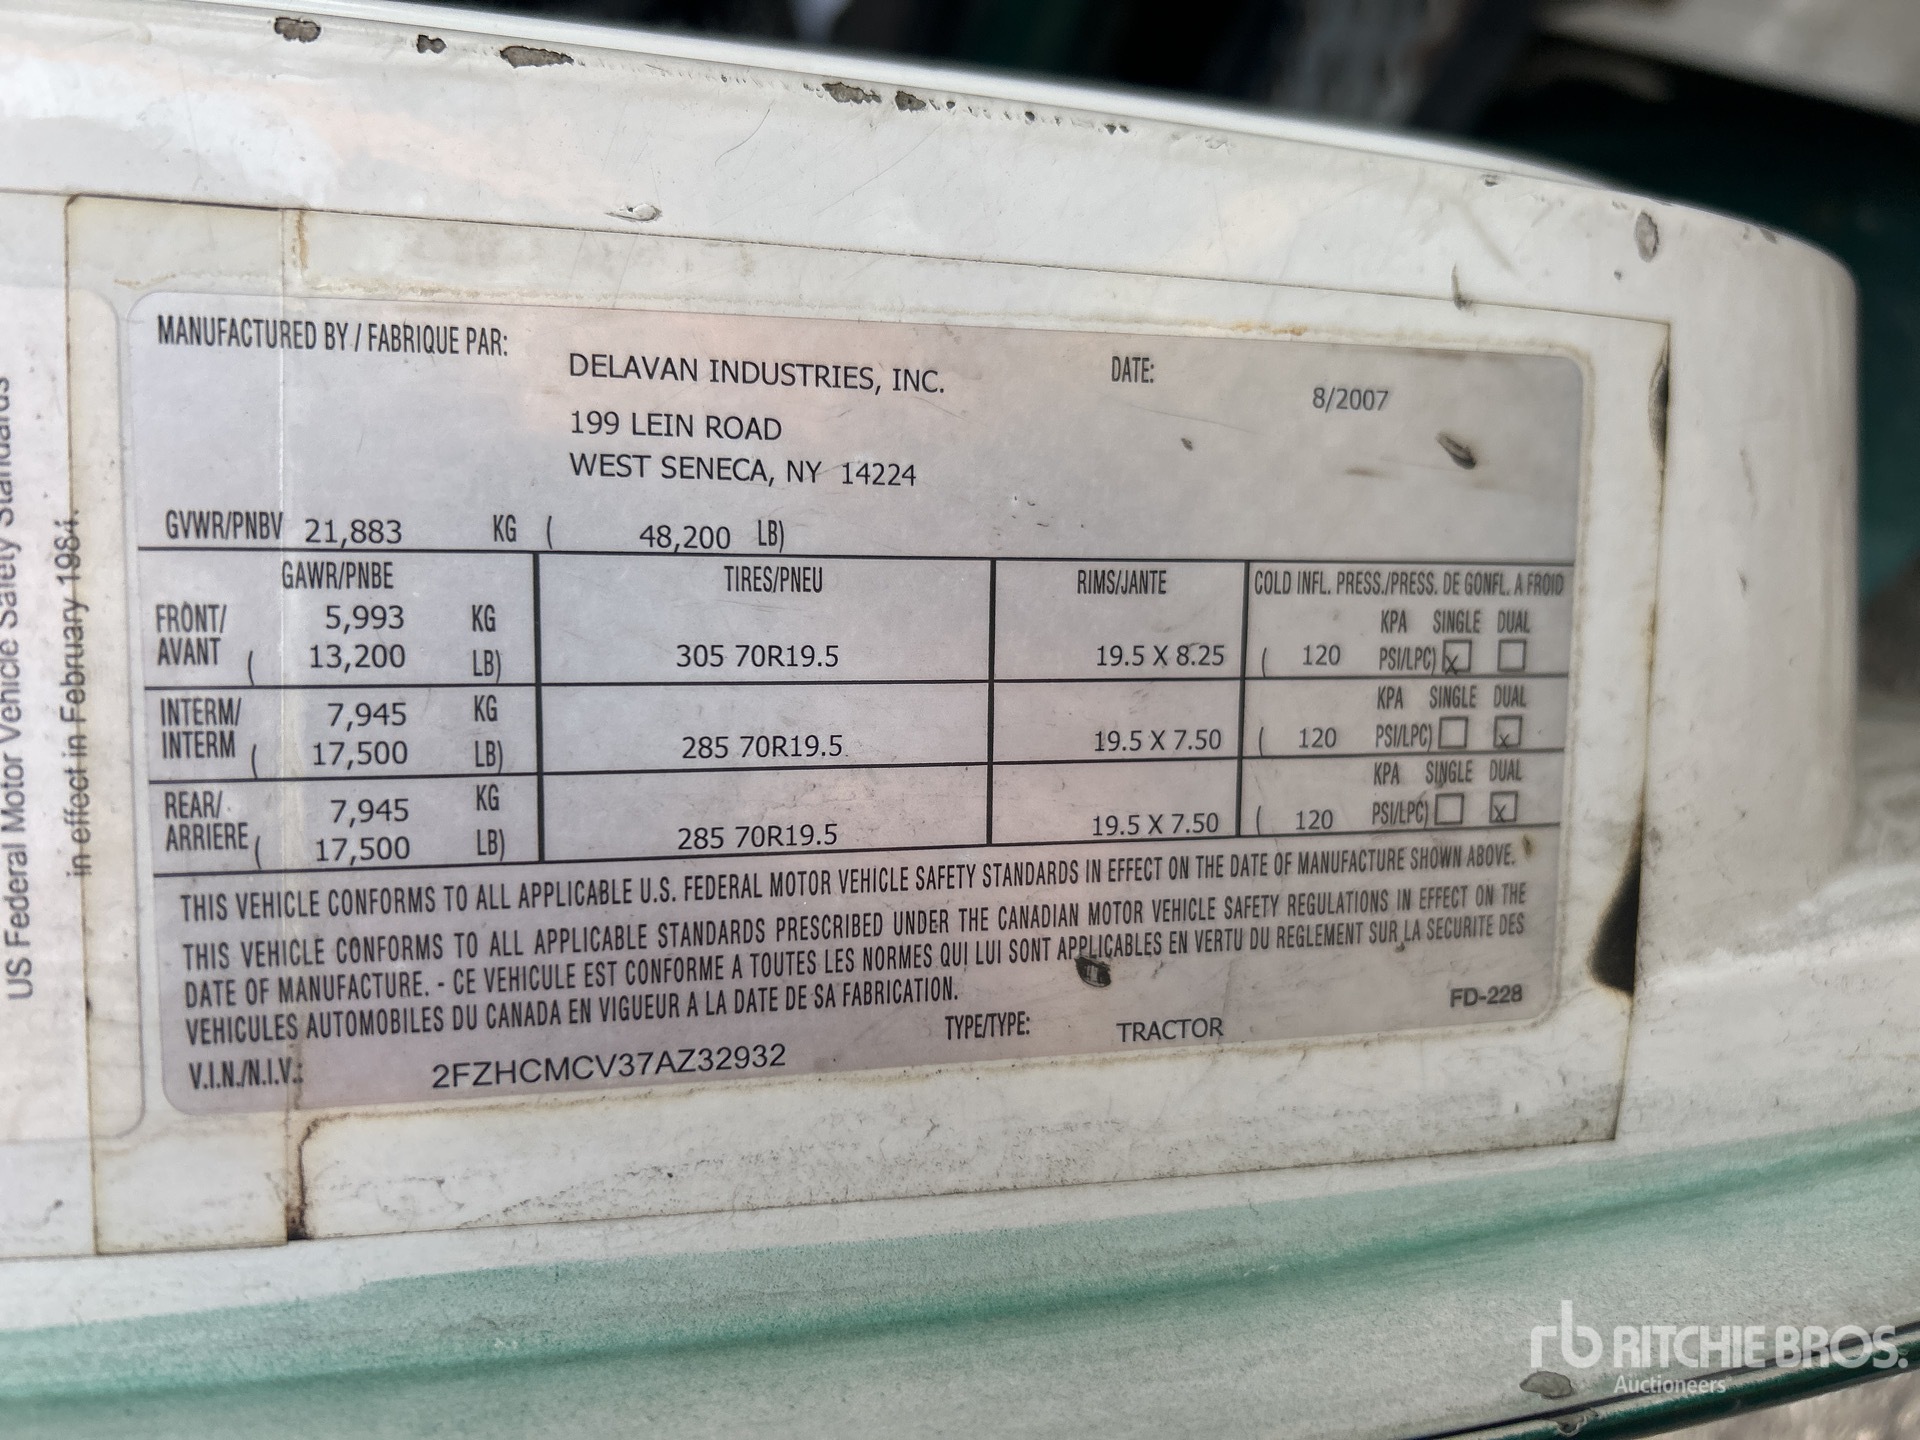 US Federal Motor Vehicle Safety Standards
in effect in February 1984.
MANUFACTURED BY / FABRIQUE PAR:
DELAVAN INDUSTRIES, INC.
199 LEIN ROAD
WEST SENECA, NY 14224
DATE:
8/2007
GVWR/PNBV 21,883 KG ( 48,200 LB)
GAWR/PNBE TIRES/PNEU RIMS/JANTE COLD INFL. PRESS./PRESS. DE GONFL. A FROID
FRONT/ 5,993 KG KPA SINGLE DUAL
AVANT ( 13,200 LB) 305 70R19.5 19.5 X 8.25 ( 120 PSI/LPC) X
INTERM/ 7,945 KG KPA SINGLE DUAL
INTERM ( 17,500 LB) 285 70R19.5 19.5 X 7.50 ( 120 PSI/LPC) X
REAR/ 7,945 KG KPA SINGLE DUAL
ARRIERE ( 17,500 LB) 285 70R19.5 19.5 X 7.50 ( 120 PSI/LPC) X
THIS VEHICLE CONFORMS TO ALL APPLICABLE U.S. FEDERAL MOTOR VEHICLE SAFETY STANDARDS IN EFFECT ON THE DATE OF MANUFACTURE SHOWN ABOVE.
THIS VEHICLE CONFORMS TO ALL APPLICABLE STANDARDS PRESCRIBED UNDER THE CANADIAN MOTOR VEHICLE SAFETY REGULATIONS IN EFFECT ON THE
DATE OF MANUFACTURE. - CE VEHICULE EST CONFORME A TOUTES LES NORMES QUI LUI SONT APPLICABLES EN VERTU DU REGLEMENT SUR LA SECURITE DES
VEHICULES AUTOMOBILES DU CANADA EN VIGUEUR A LA DATE DE SA FABRICATION.
FD-228
V.I.N./N.I.V.: 2FZHCMCV37AZ32932 TYPE/TYPE: TRACTOR
rb RITCHIE BROS.
Auctioneers